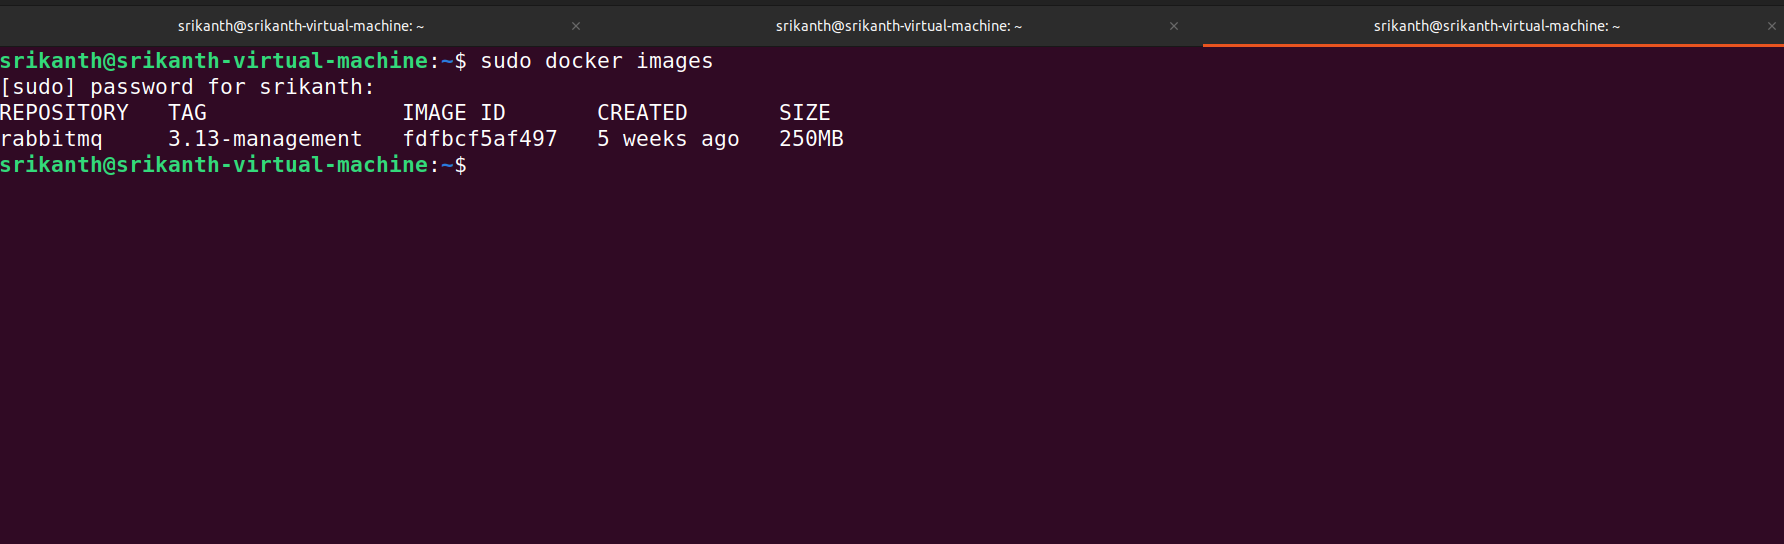 srikanth@srikanth-virtual-machine: ~ × srikanth@srikanth-virtual-machine: ~ × srikanth@srikanth-virtual-machine: ~ ×
srikanth@srikanth-virtual-machine:~$ sudo docker images
[sudo] password for srikanth:
REPOSITORY   TAG               IMAGE ID       CREATED       SIZE
rabbitmq     3.13-management   fdfbcf5af497   5 weeks ago   250MB
srikanth@srikanth-virtual-machine:~$